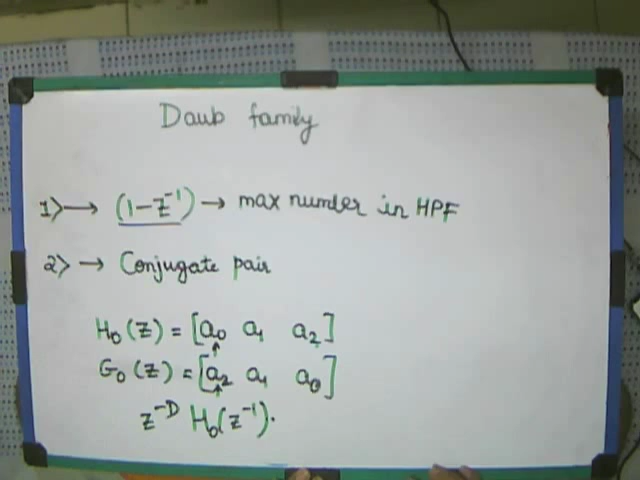 Daub family
1> → (1-z⁻¹) → max number in HPF
2> → Conjugate pair
H₀(z) = [a₀ a₁ a₂]
G₀(z) = [a₂ a₁ a₀]
z⁻ᴰ H₀(z⁻¹).